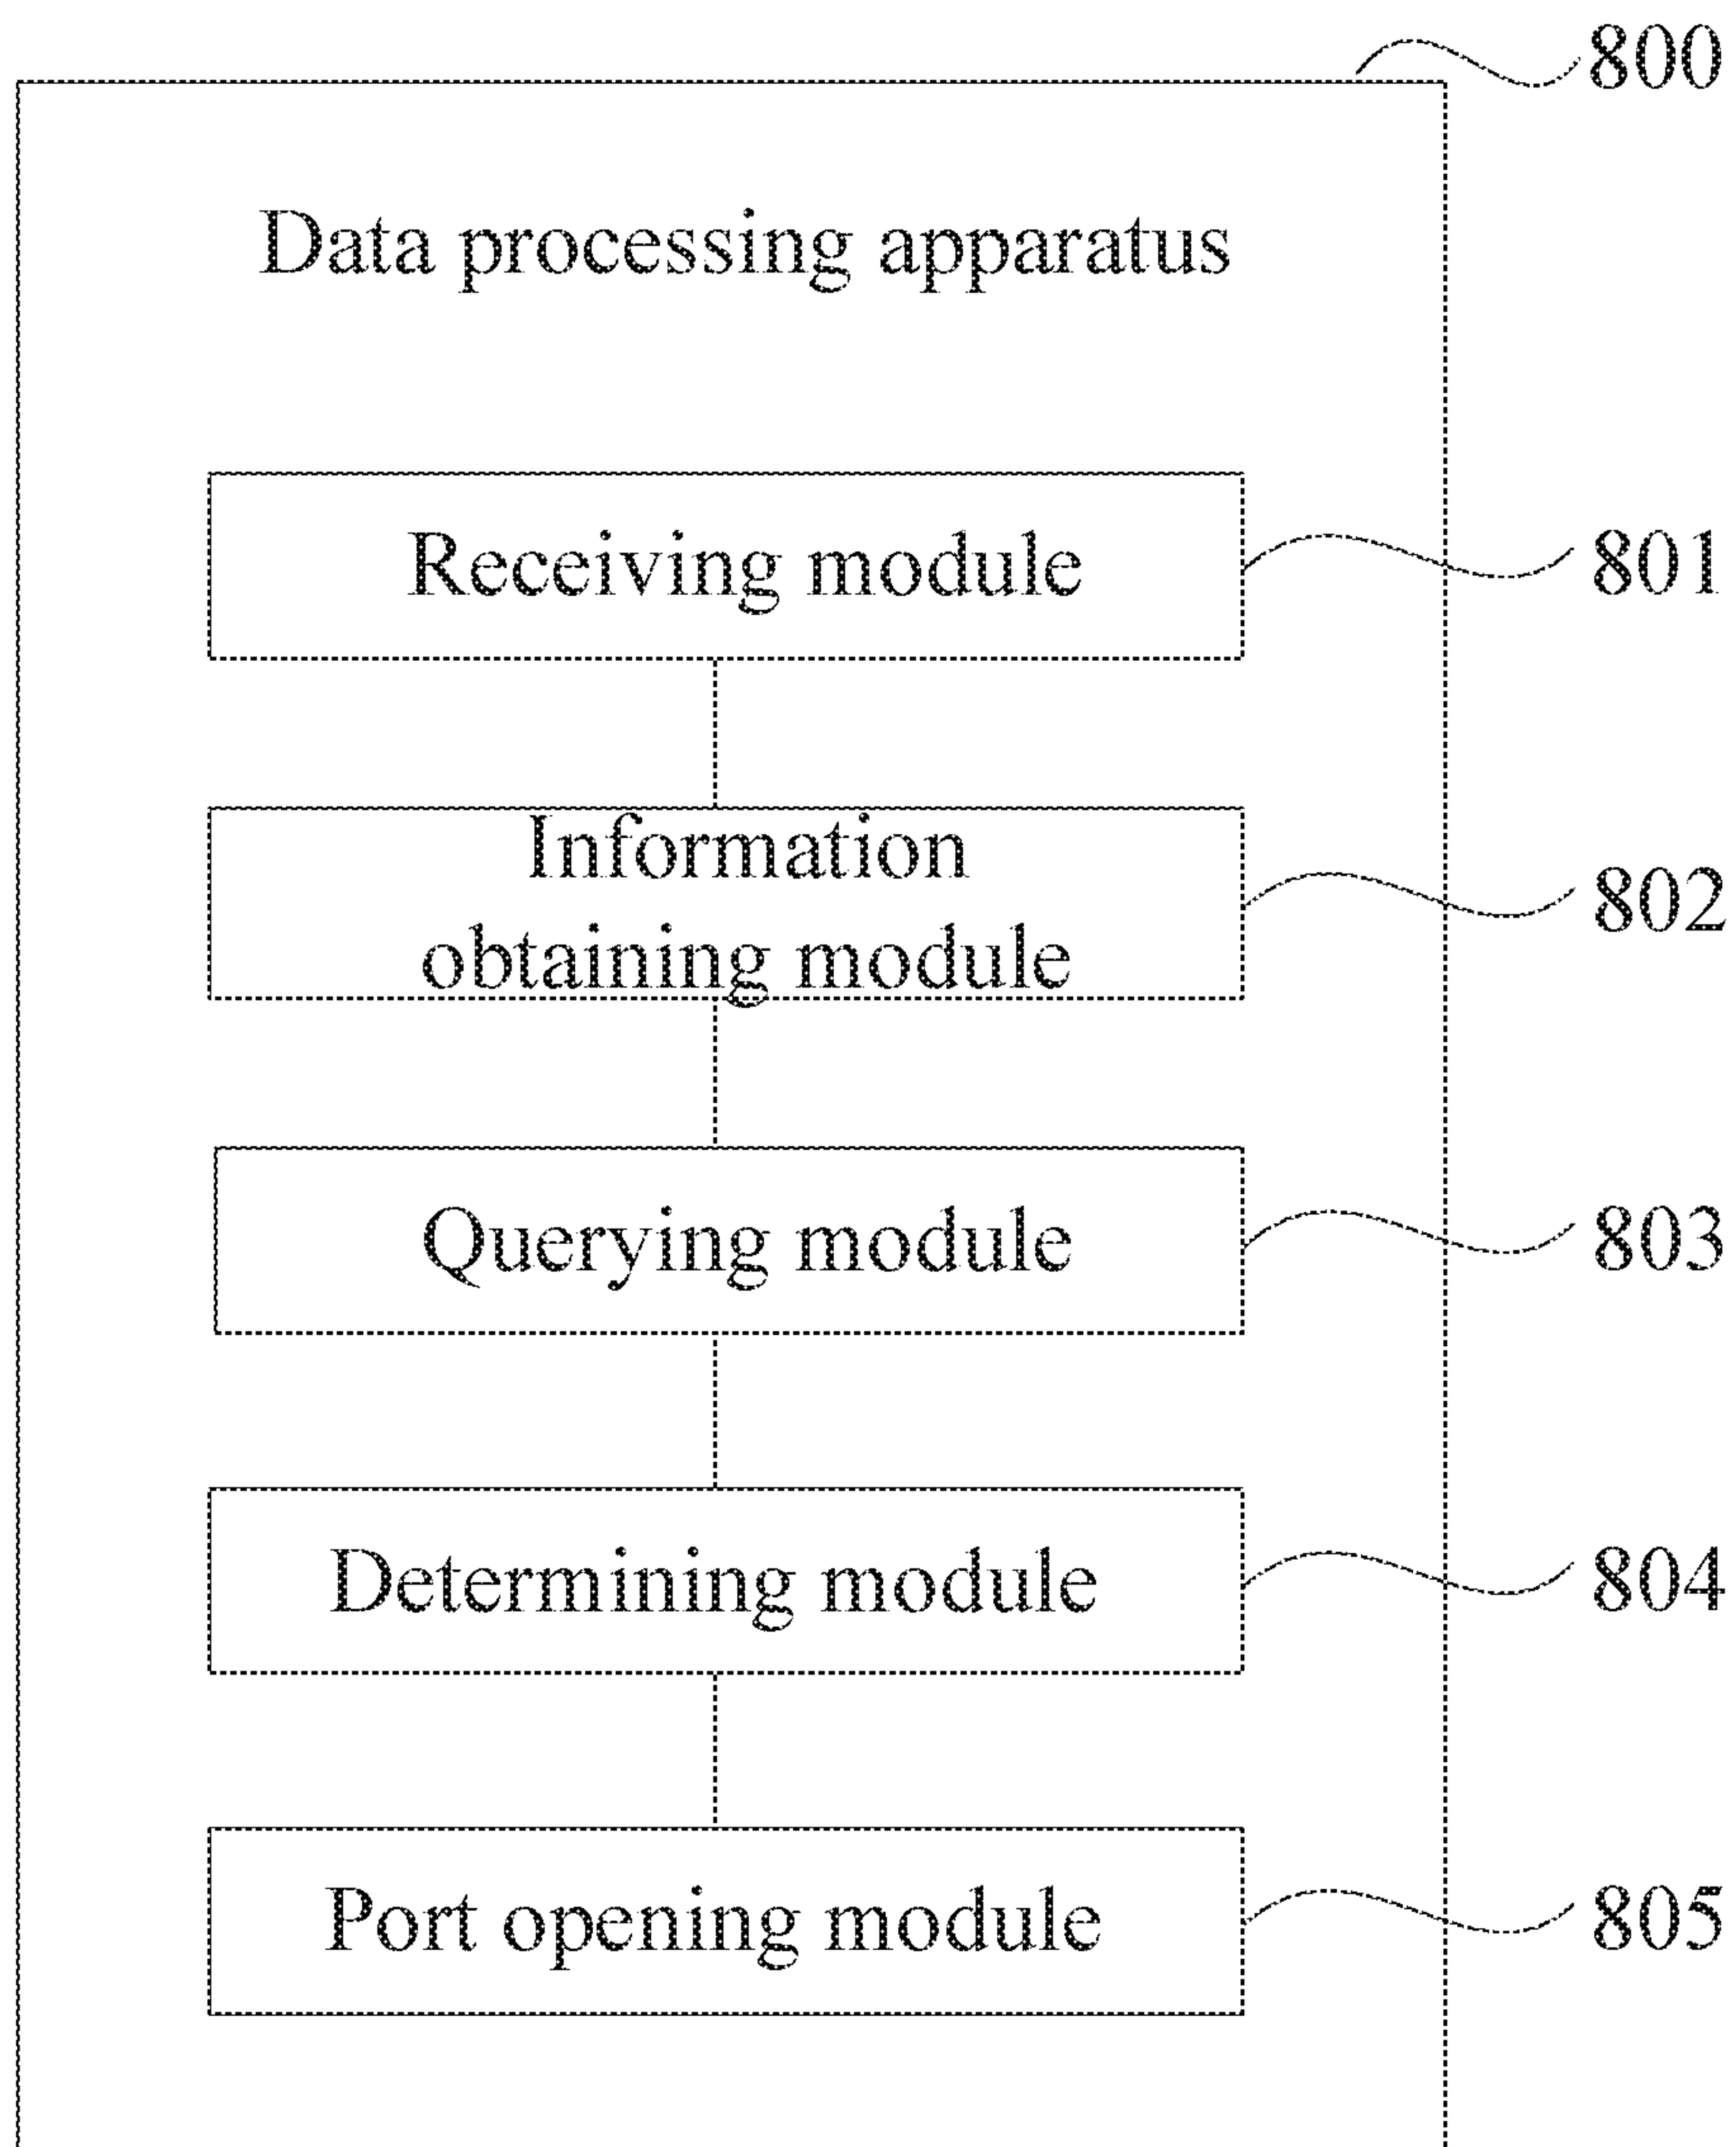 800
Data processing apparatus
Receiving module
801
Information
obtaining module
802
Querying module
803
Determining module
804
Port opening module
805